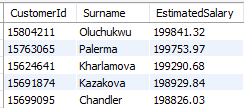 CustomerId Surname EstimatedSalary
15804211 Oluchukwu 199841.32
15763065 Palerma 199753.97
15624641 Kharlamova 199290.68
15691874 Kazakova 198929.84
15699095 Chandler 198826.03